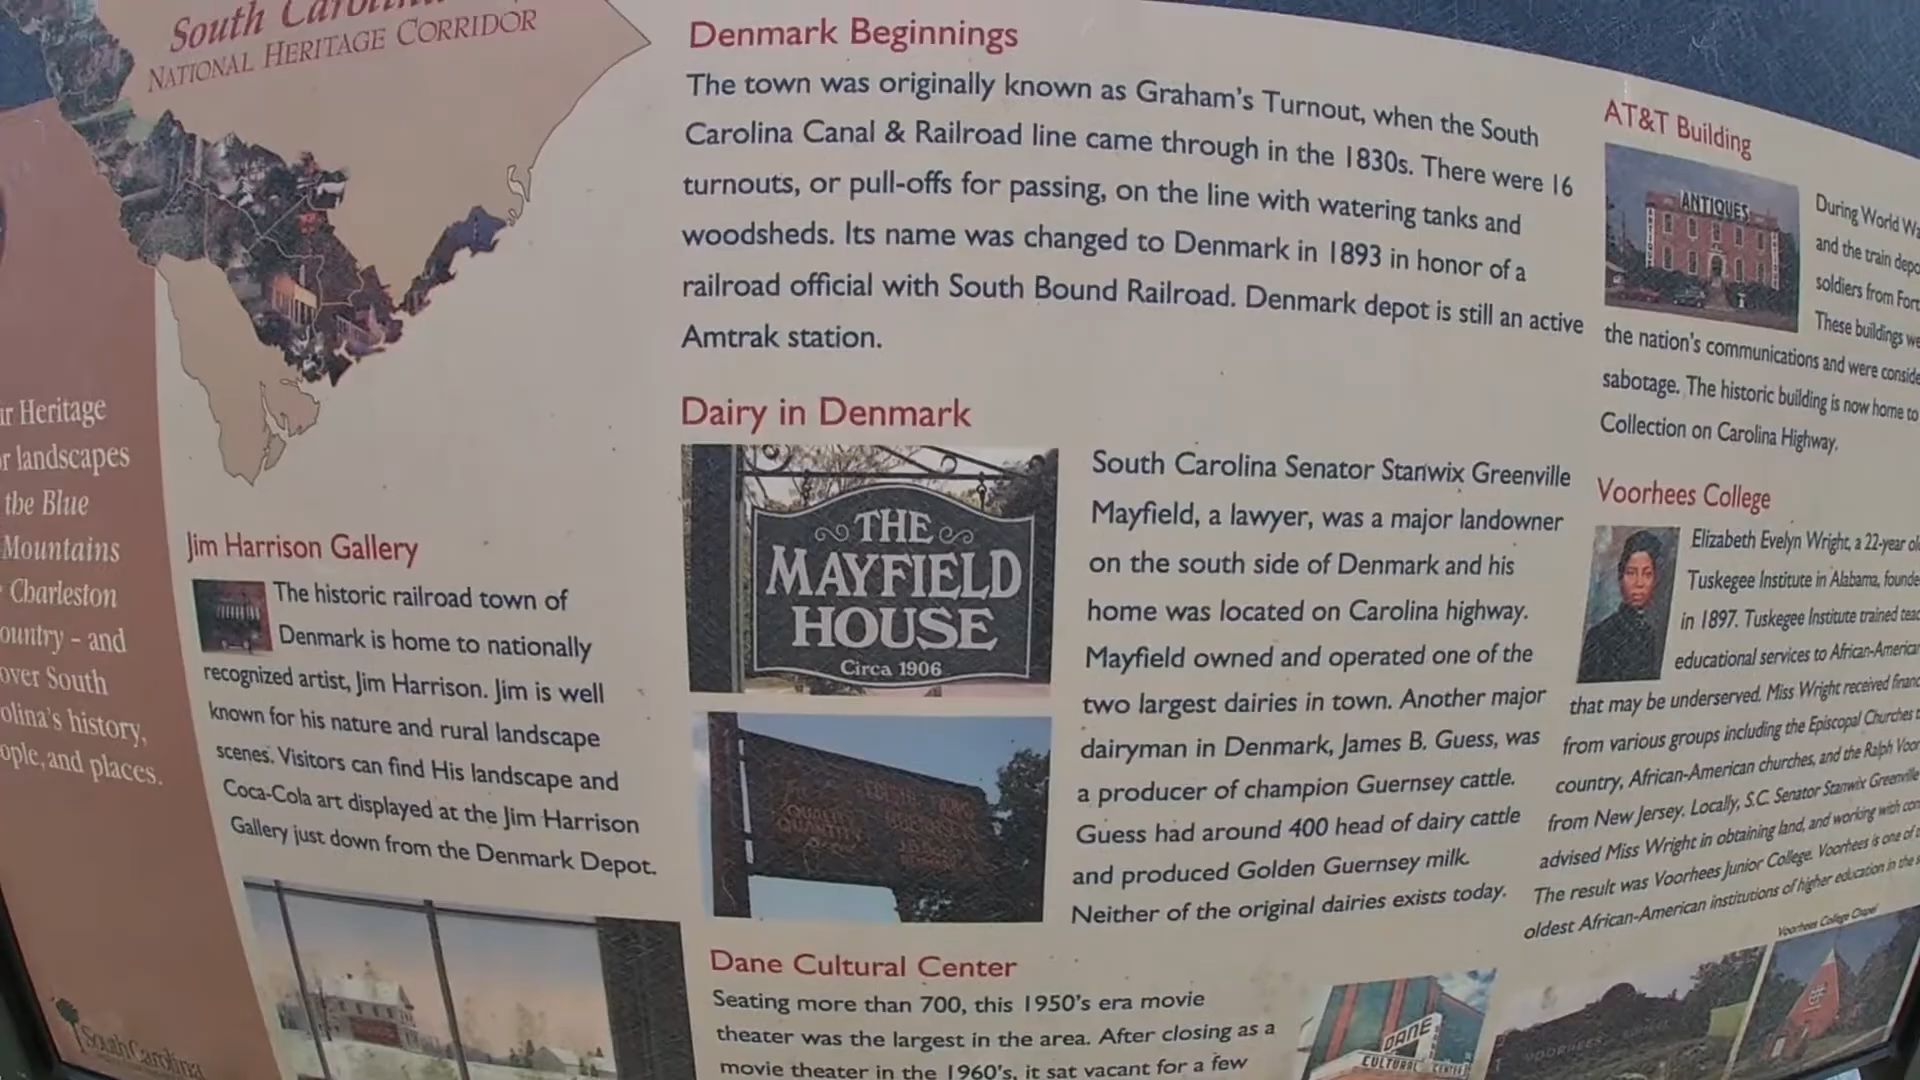 South Carolina
NATIONAL HERITAGE CORRIDOR
Heritage
landscapes
the Blue
Mountains
Charleston
ountry – and
over South
olina's history,
ople, and places.
South Carolina
Jim Harrison Gallery
The historic railroad town of
Denmark is home to nationally
recognized artist, Jim Harrison. Jim is well
known for his nature and rural landscape
scenes. Visitors can find His landscape and
Coca-Cola art displayed at the Jim Harrison
Gallery just down from the Denmark Depot.
Denmark Beginnings
The town was originally known as Graham's Turnout, when the South
Carolina Canal & Railroad line came through in the 1830s. There were 16
turnouts, or pull-offs for passing, on the line with watering tanks and
woodsheds. Its name was changed to Denmark in 1893 in honor of a
railroad official with South Bound Railroad. Denmark depot is still an active
Amtrak station.
Dairy in Denmark
THE
MAYFIELD
HOUSE
Circa 1906
QUALITY
QUANTITY
South Carolina Senator Stanwix Greenville
Mayfield, a lawyer, was a major landowner
on the south side of Denmark and his
home was located on Carolina highway.
Mayfield owned and operated one of the
two largest dairies in town. Another major
dairyman in Denmark, James B. Guess, was
a producer of champion Guernsey cattle.
Guess had around 400 head of dairy cattle
and produced Golden Guernsey milk.
Neither of the original dairies exists today.
Dane Cultural Center
Seating more than 700, this 1950's era movie
theater was the largest in the area. After closing as a
movie theater in the 1960's, it sat vacant for a few
DANE
CULTURAL CENTER
AT&T Building
ANTIQUES
During World Wa
and the train depo
soldiers from Fort
These buildings we
the nation's communications and were conside
sabotage. The historic building is now home to
Collection on Carolina Highway.
Voorhees College
Elizabeth Evelyn Wright, a 22-year ol
Tuskegee Institute in Alabama, founde
in 1897. Tuskegee Institute trained teac
educational services to African-America
that may be underserved. Miss Wright received financ
from various groups including the Episcopal Churches
country, African-American churches, and the Ralph Voor
from New Jersey. Locally, S.C. Senator Stanwix Greenville
advised Miss Wright in obtaining land, and working with com
The result was Voorhees Junior College. Voorhees is one of
oldest African-American institutions of higher education in the
Voorhees College Chapel
VOORHEES